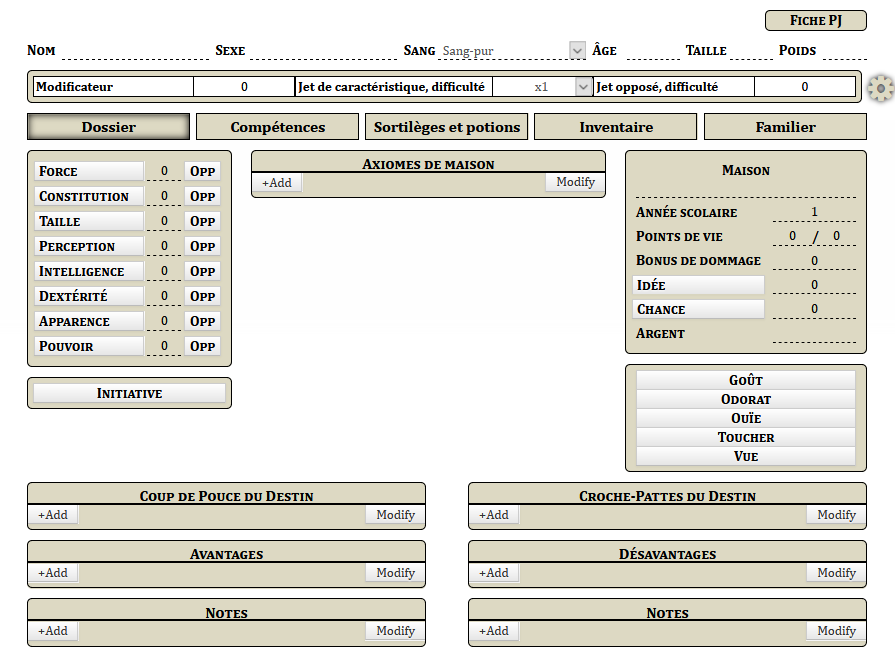 Fiche PJ
Nom Sexe Sang Sang-pur Âge Taille Poids
Modificateur 0 Jet de caractéristique, difficulté x1 Jet opposé, difficulté 0
Dossier Compétences Sortilèges et potions Inventaire Familier
Force 0 Opp
Constitution 0 Opp
Taille 0 Opp
Perception 0 Opp
Intelligence 0 Opp
Dextérité 0 Opp
Apparence 0 Opp
Pouvoir 0 Opp
Initiative
Axiomes de maison
+Add Modify
Maison
Année scolaire 1
Points de vie 0 / 0
Bonus de dommage 0
Idée 0
Chance 0
Argent
Goût
Odorat
Ouïe
Toucher
Vue
Coup de Pouce du Destin
+Add Modify
Croche-Pattes du Destin
+Add Modify
Avantages
+Add Modify
Désavantages
+Add Modify
Notes
+Add Modify
Notes
+Add Modify